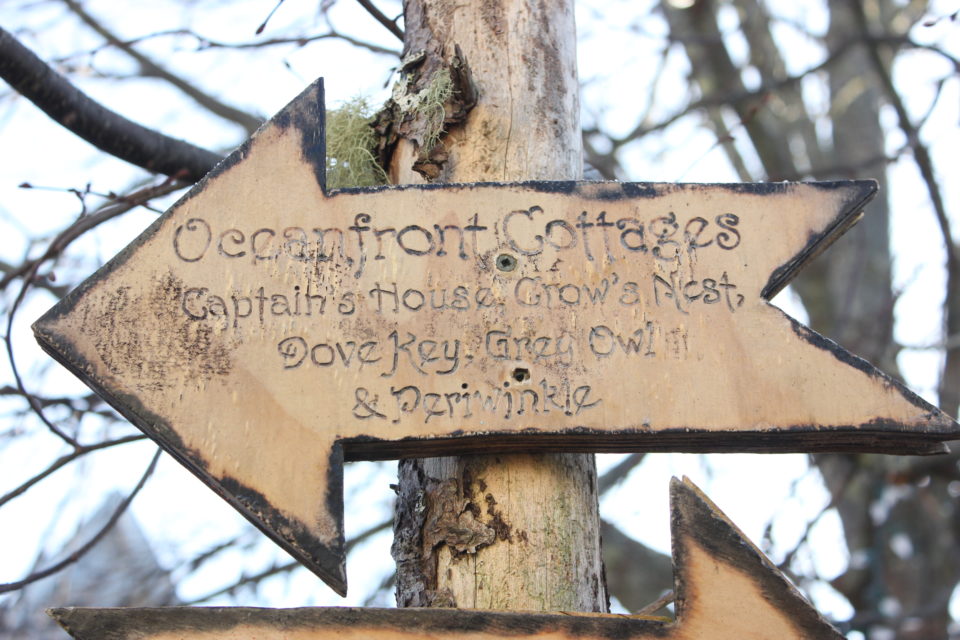 Oceanfront Cottages
Captain's House, Crow's Nest,
Dove Key, Grey Owl
& Periwinkle